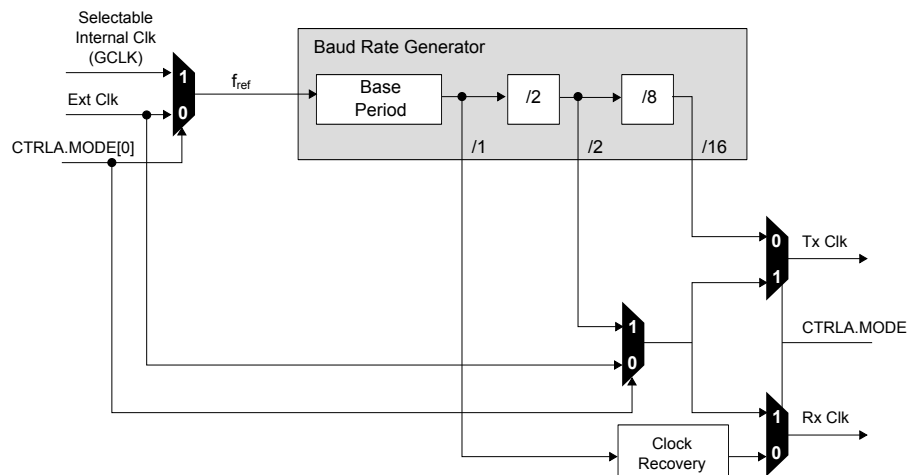 Selectable
Internal Clk
(GCLK)
Baud Rate Generator
1
f_ref
Base
Period
/2
/8
Ext Clk
0
CTRLA.MODE[0]
/1
/2
/16
0
Tx Clk
1
1
CTRLA.MODE
0
1
Rx Clk
Clock
Recovery
0